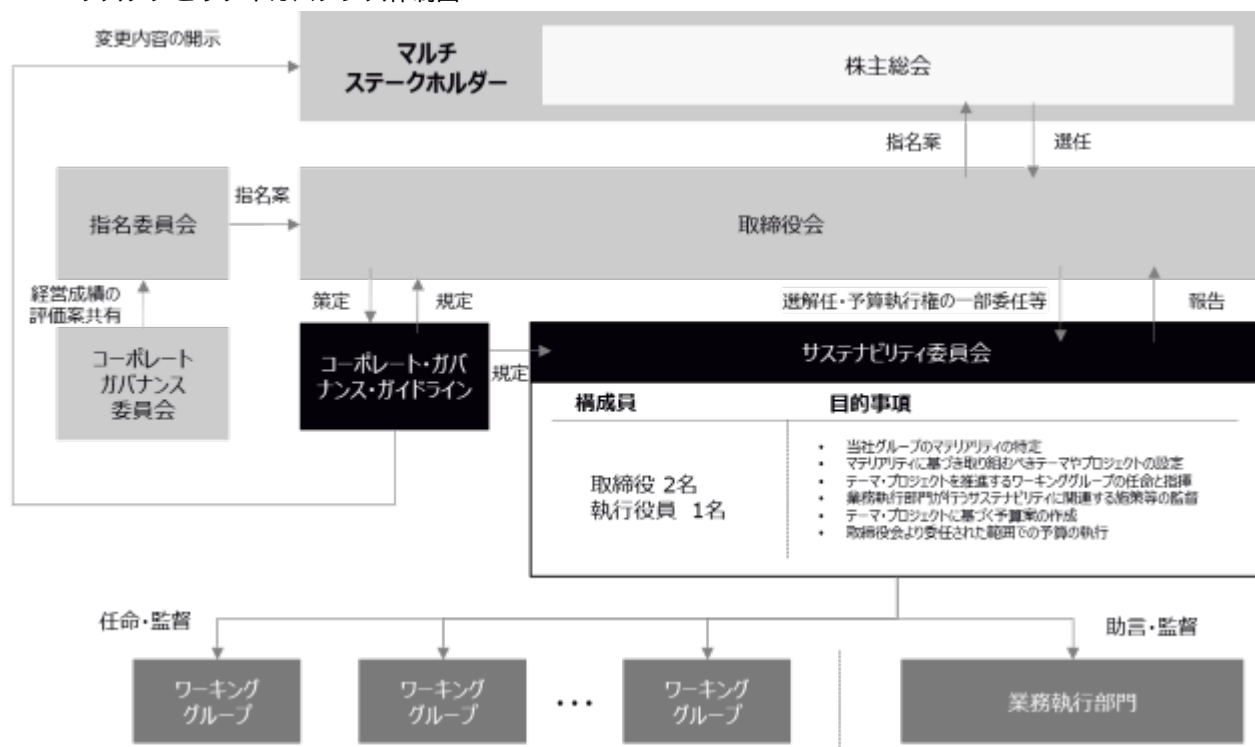 変更内容の開示
マルチ
ステークホルダー
株主総会
指名案
選任
指名委員会
指名案
取締役会
経営成績の
評価案共有
策定
規定
選解任・予算執行権の一部委任等
報告
コーポレート
ガバナンス
委員会
コーポレート・ガバ
ナンス・ガイドライン
規定
サステナビリティ委員会
構成員
目的事項
取締役 2名
執行役員 1名
・ 当社グループのマテリアリティの特定
・ マテリアリティに基づき取り組むべきテーマやプロジェクトの設定
・ テーマ・プロジェクトを推進するワーキンググループの任命と指揮
・ 業務執行部門が行うサステナビリティに関連する施策等の監督
・ テーマ・プロジェクトに基づく予算案の作成
・ 取締役会より委任された範囲での予算の執行
任命・監督
助言・監督
ワーキング
グループ
ワーキング
グループ
・・・
ワーキング
グループ
業務執行部門